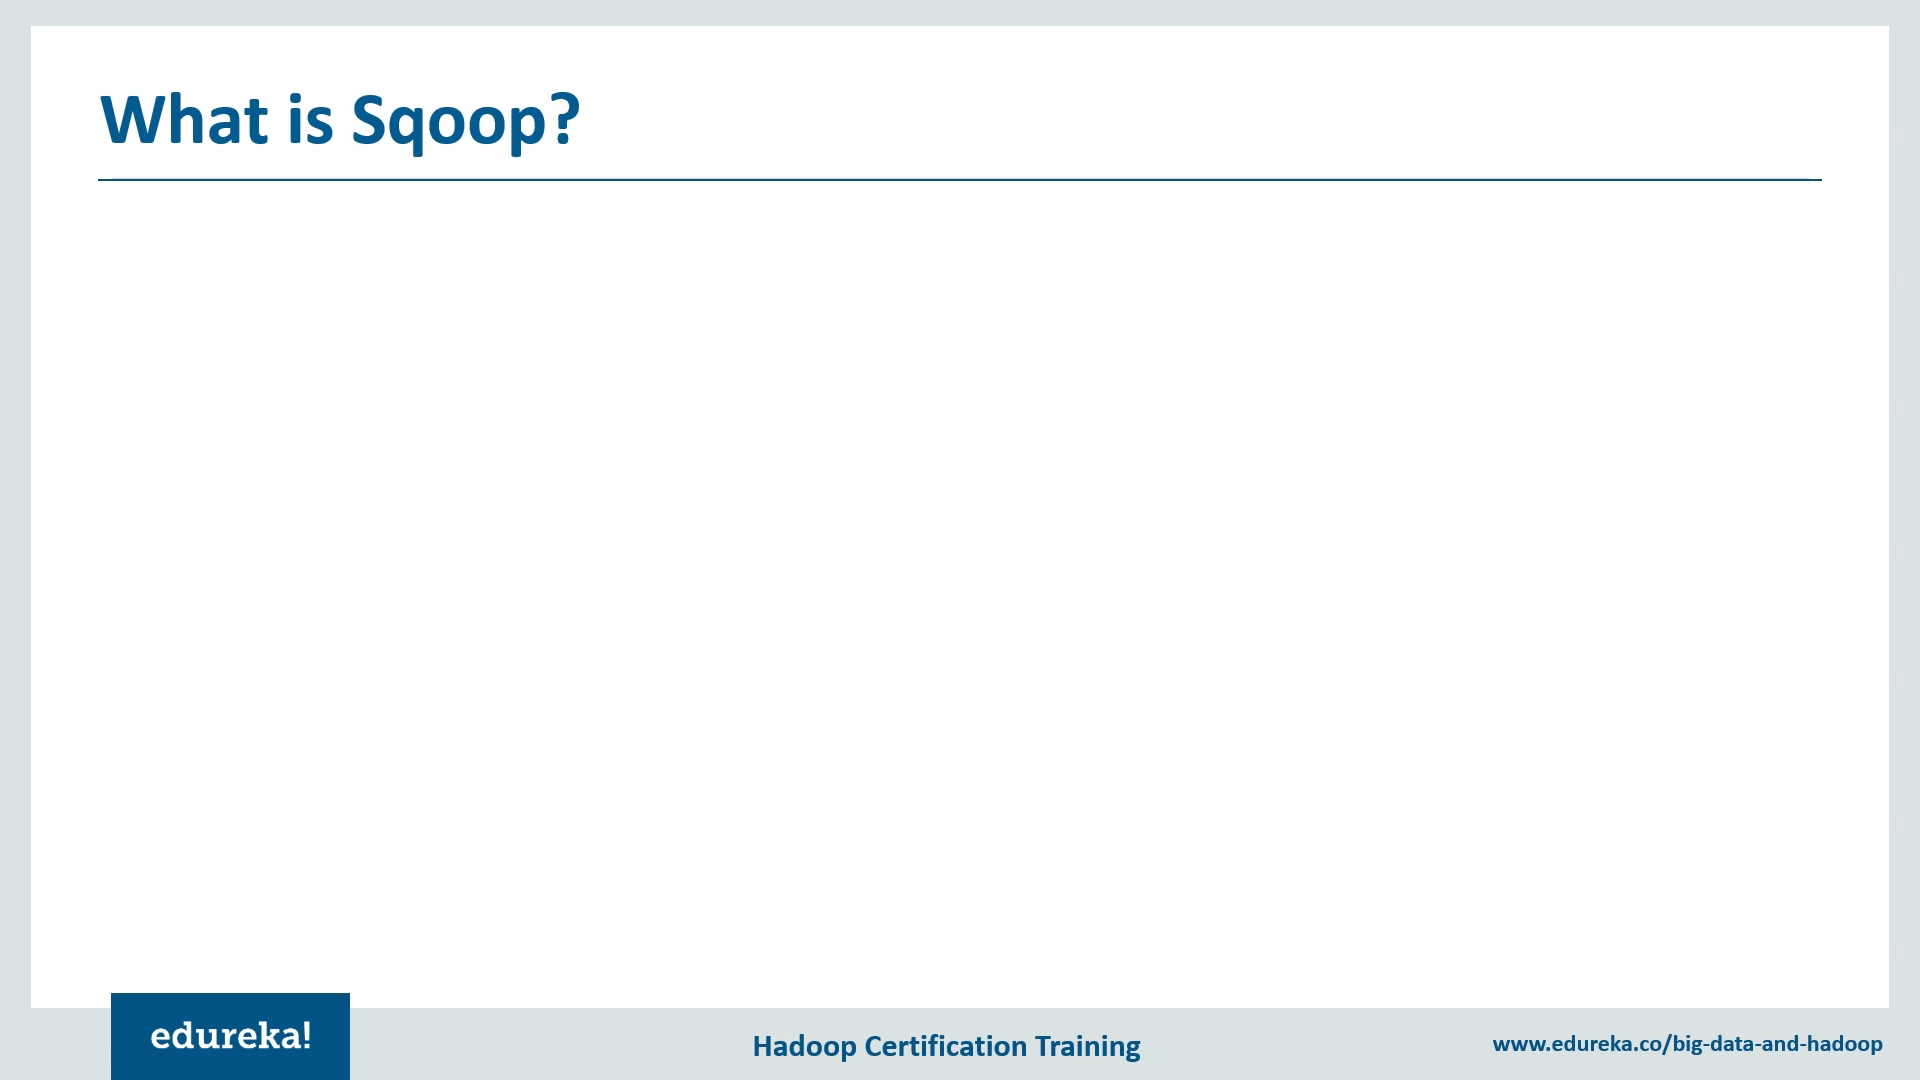 What is Sqoop?
edureka!
Hadoop Certification Training
www.edureka.co/big-data-and-hadoop